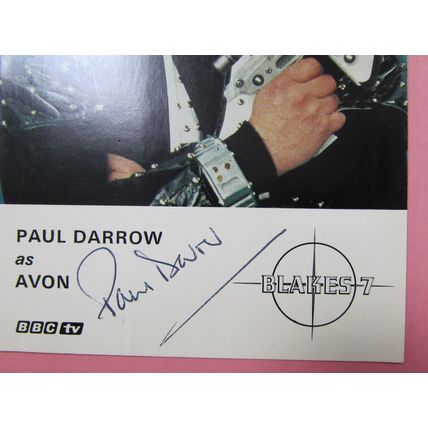 PAUL DARROW
as
AVON
Paul Darrow
BLAKES 7
BBC tv